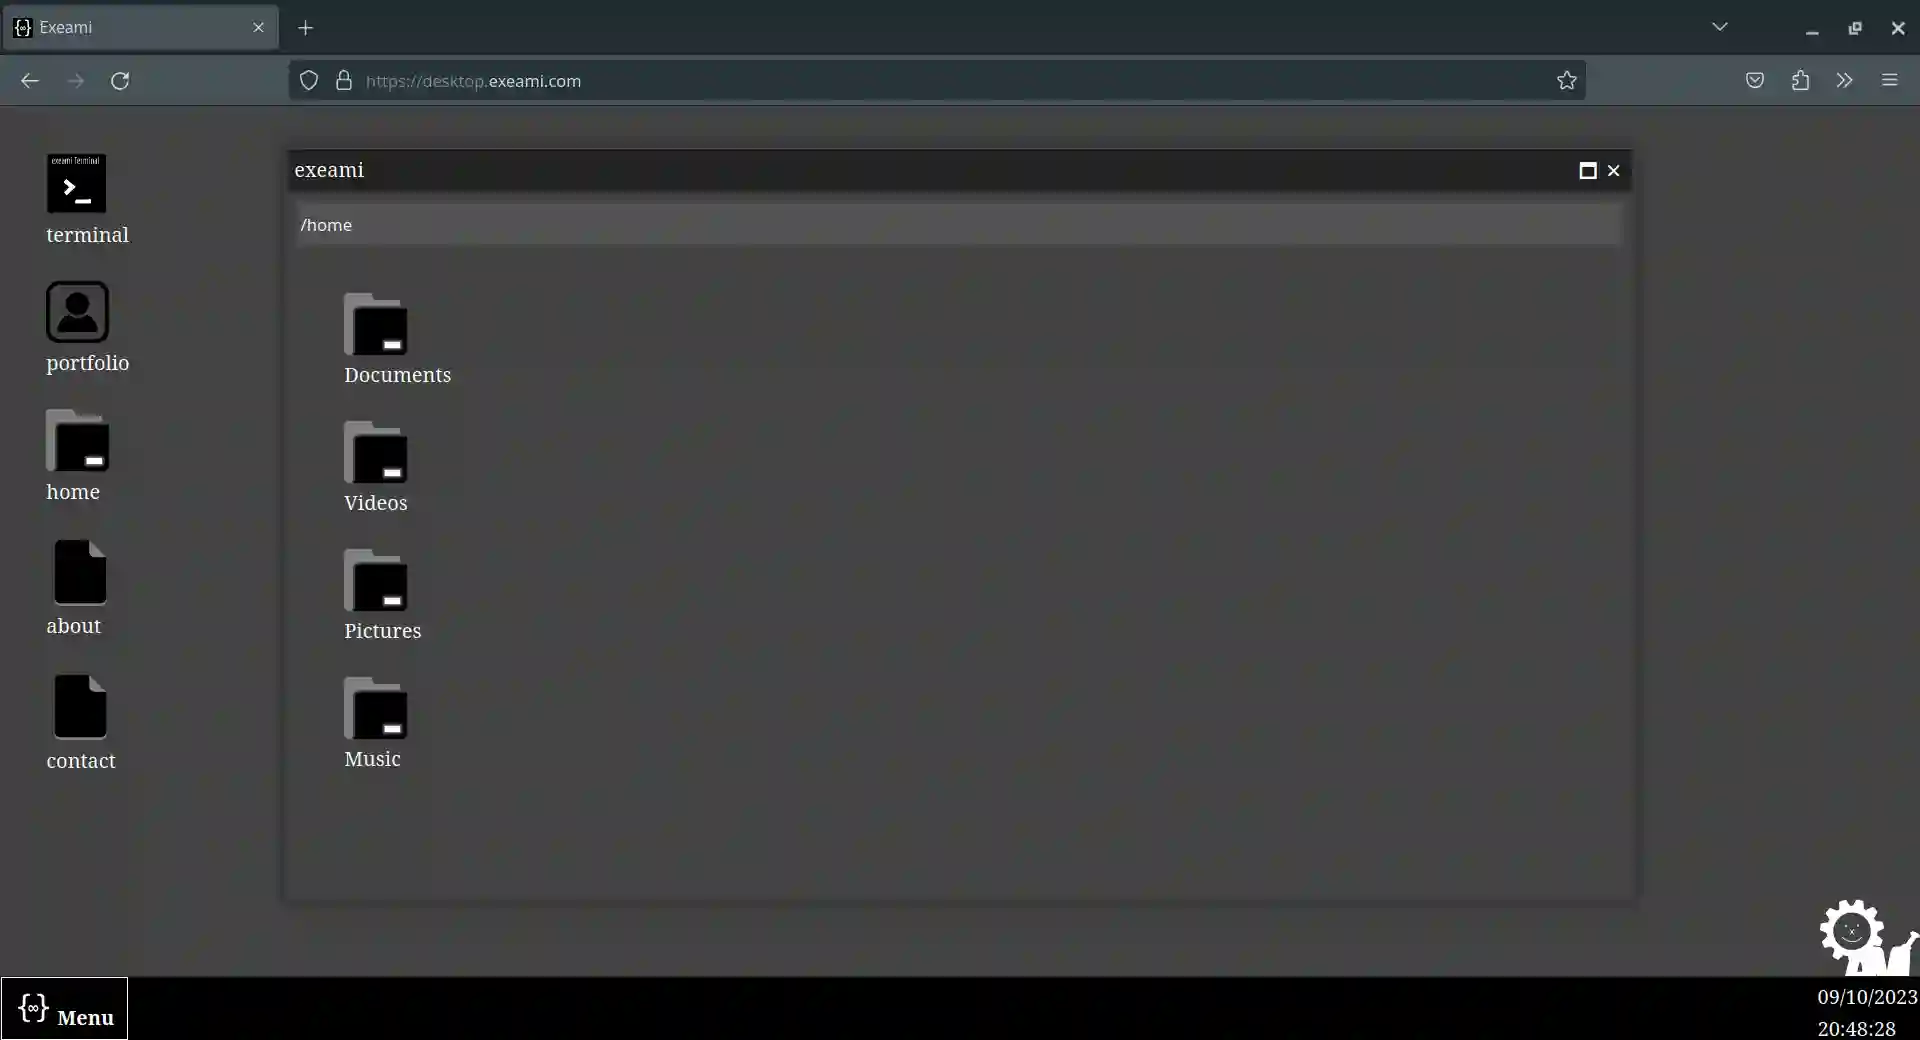 Exeami
https://desktop.exeami.com
exeami Terminal
terminal
portfolio
home
about
contact
exeami
/home
Documents
Videos
Pictures
Music
Menu
09/10/2023
20:48:28